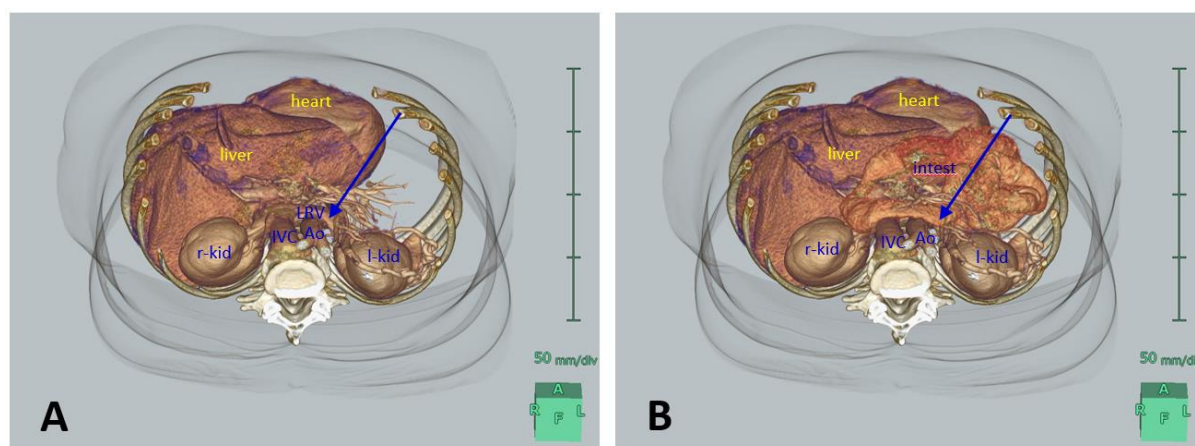 heart
liver
LRV
IVC Ao
r-kid
l-kid
50 mm/div
A
R F L
A
heart
liver
intest
IVC Ao
r-kid
l-kid
50 mm/div
A
R F L
B